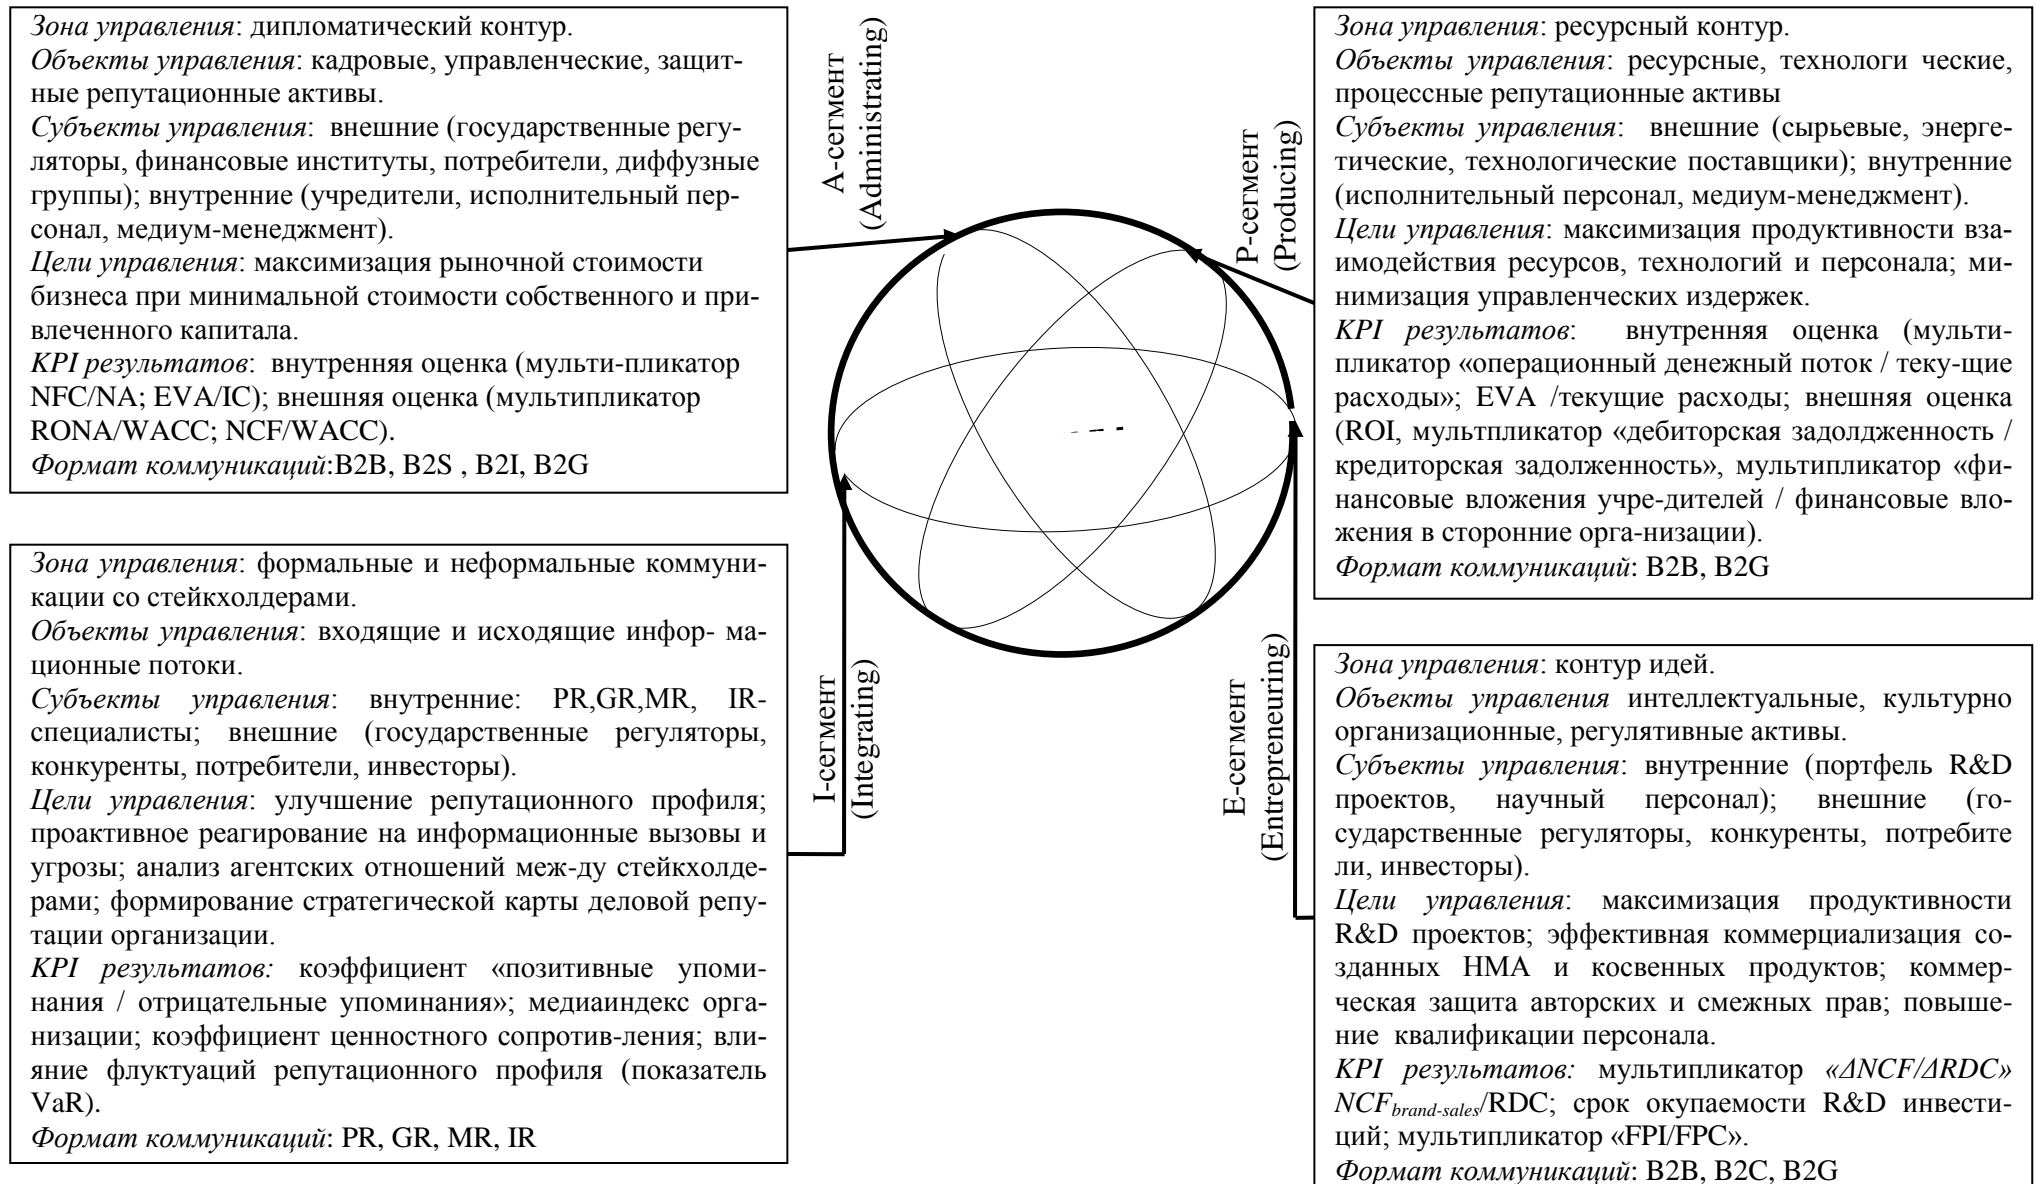 Зона управления: дипломатический контур.
Объекты управления: кадровые, управленческие, защит-
ные репутационные активы.
Субъекты управления: внешние (государственные регу-
ляторы, финансовые институты, потребители, диффузные
группы); внутренние (учредители, исполнительный пер-
сонал, медиум-менеджмент).
Цели управления: максимизация рыночной стоимости
бизнеса при минимальной стоимости собственного и при-
влеченного капитала.
KPI результатов: внутренняя оценка (мульти-пликатор
NFC/NA; EVA/IC); внешняя оценка (мультипликатор
RONA/WACC; NCF/WACC).
Формат коммуникаций:B2B, B2S , B2I, B2G
А-сегмент
(Administrating)
P-сегмент
(Producing)
Зона управления: ресурсный контур.
Объекты управления: ресурсные, технологи ческие,
процессные репутационные активы
Субъекты управления: внешние (сырьевые, энерге-
тические, технологические поставщики); внутренние
(исполнительный персонал, медиум-менеджмент).
Цели управления: максимизация продуктивности вза-
имодействия ресурсов, технологий и персонала; ми-
нимизация управленческих издержек.
KPI результатов: внутренняя оценка (мульти-
пликатор «операционный денежный поток / теку-щие
расходы»; EVA /текущие расходы; внешняя оценка
(ROI, мультпликатор «дебиторская задолдженность /
кредиторская задолженность», мультипликатор «фи-
нансовые вложения учре-дителей / финансовые вло-
жения в сторонние орга-низации).
Формат коммуникаций: B2B, B2G
Зона управления: формальные и неформальные коммуни-
кации со стейкхолдерами.
Объекты управления: входящие и исходящие инфор- ма-
ционные потоки.
Субъекты управления: внутренние: PR,GR,MR, IR-
специалисты; внешние (государственные регуляторы,
конкуренты, потребители, инвесторы).
Цели управления: улучшение репутационного профиля;
проактивное реагирование на информационные вызовы и
угрозы; анализ агентских отношений меж-ду стейкхолде-
рами; формирование стратегической карты деловой репу-
тации организации.
KPI результатов: коэффициент «позитивные упоми-
нания / отрицательные упоминания»; медиаиндекс орга-
низации; коэффициент ценностного сопротив-ления; вли-
яние флуктуаций репутационного профиля (показатель
VaR).
Формат коммуникаций: PR, GR, MR, IR
I-сегмент
(Integrating)
E-сегмент
(Entrepreneuring)
Зона управления: контур идей.
Объекты управления интеллектуальные, культурно
организационные, регулятивные активы.
Субъекты управления: внутренние (портфель R&D
проектов, научный персонал); внешние (го-
сударственные регуляторы, конкуренты, потребите
ли, инвесторы).
Цели управления: максимизация продуктивности
R&D проектов; эффективная коммерциализация со-
зданных НМА и косвенных продуктов; коммер-
ческая защита авторских и смежных прав; повыше-
ние квалификации персонала.
KPI результатов: мультипликатор «ΔNCF/ΔRDC»
NCFbrand-sales/RDC; срок окупаемости R&D инвести-
ций; мультипликатор «FPI/FPC».
Формат коммуникаций: B2B, B2C, B2G